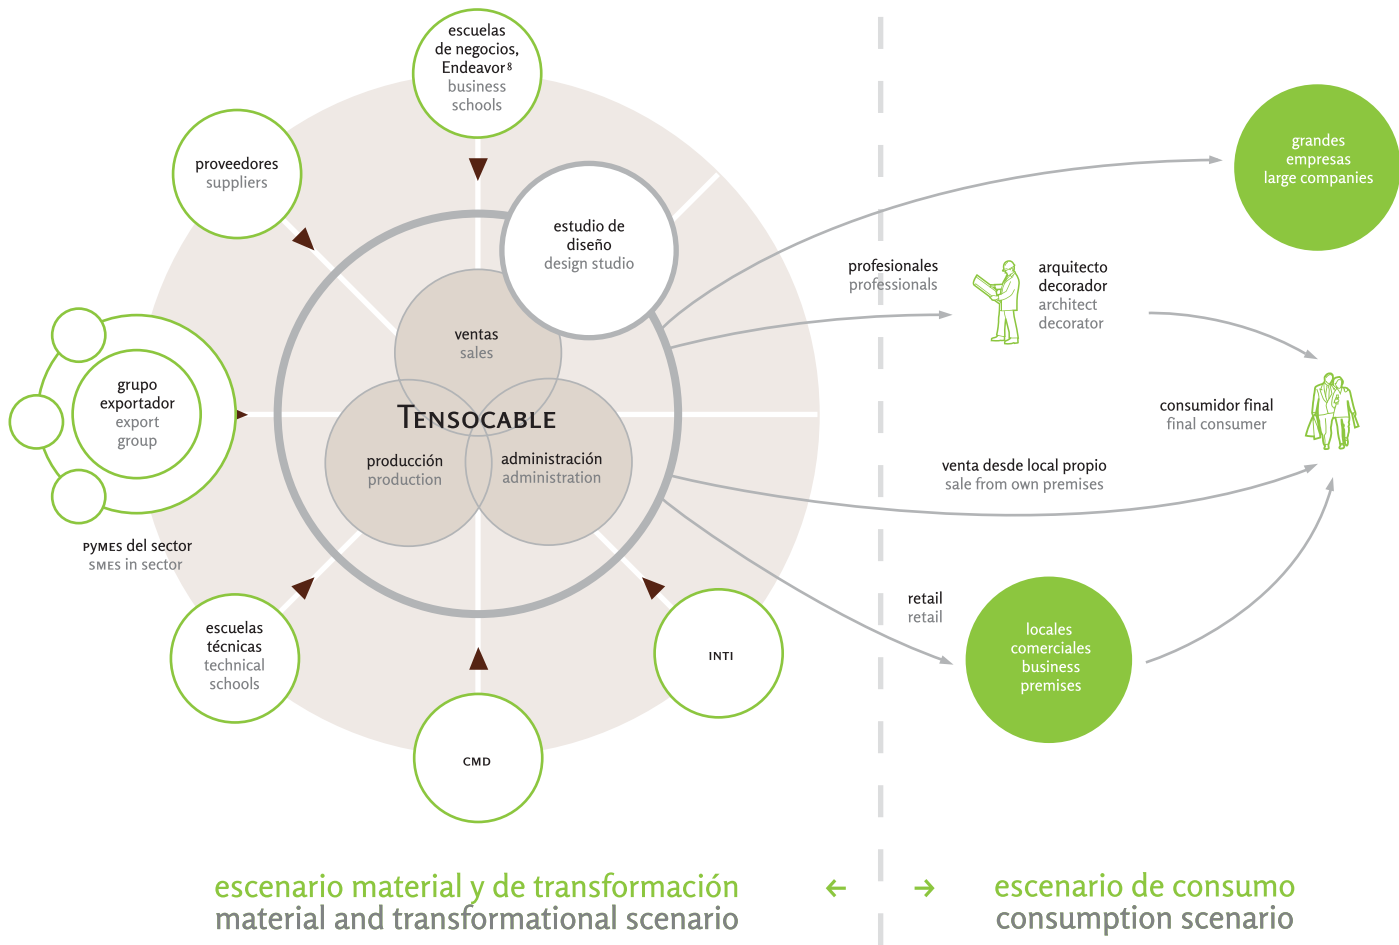 escuelas
de negocios,
Endeavor⁸
business
schools
proveedores
suppliers
estudio de
diseño
design studio
grandes
empresas
large companies
profesionales
professionals
arquitecto
decorador
architect
decorator
ventas
sales
grupo
exportador
export
group
TENSOCABLE
consumidor final
final consumer
producción
production
administración
administration
venta desde local propio
sale from own premises
PYMES del sector
SMES in sector
retail
retail
escuelas
técnicas
technical
schools
INTI
locales
comerciales
business
premises
CMD
escenario material y de transformación
material and transformational scenario
escenario de consumo
consumption scenario